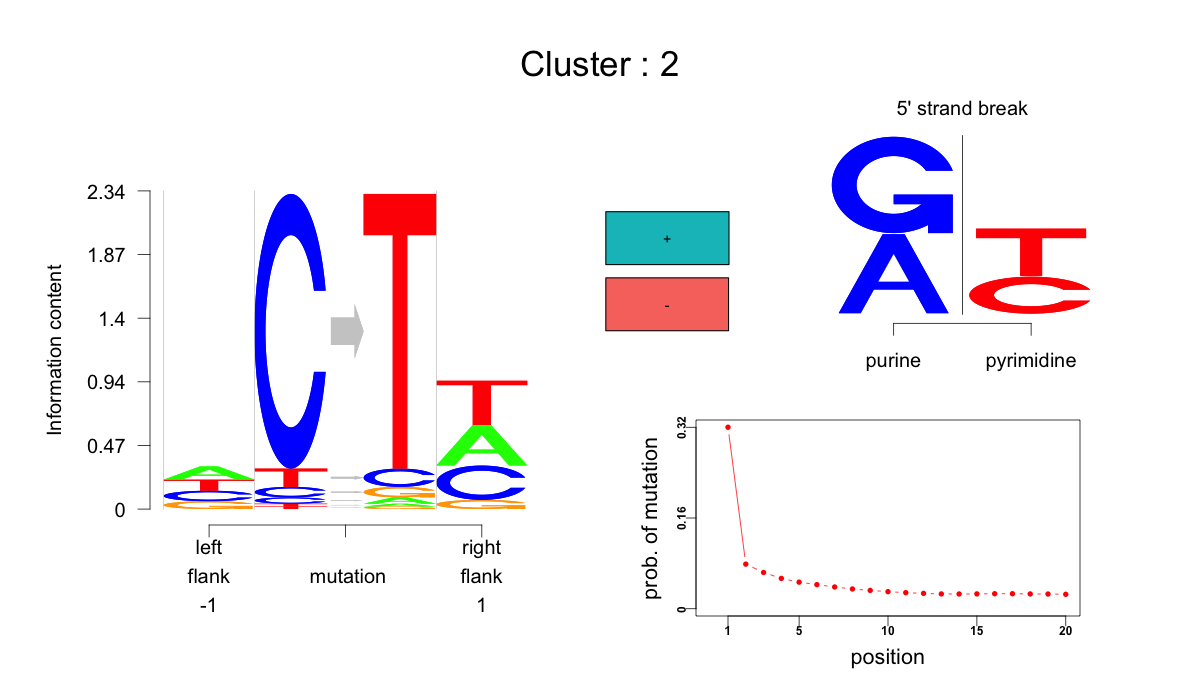 Cluster : 2
Information content
2.34
1.87
1.4
0.94
0.47
0
A
T
C
G
C
T
C
C
T
T
C
G
A
G
T
A
C
G
left
flank
-1
mutation
right
flank
1
+
-
5' strand break
G
A
T
C
purine
pyrimidine
prob. of mutation
0.32
0.16
0
1
5
10
15
20
position